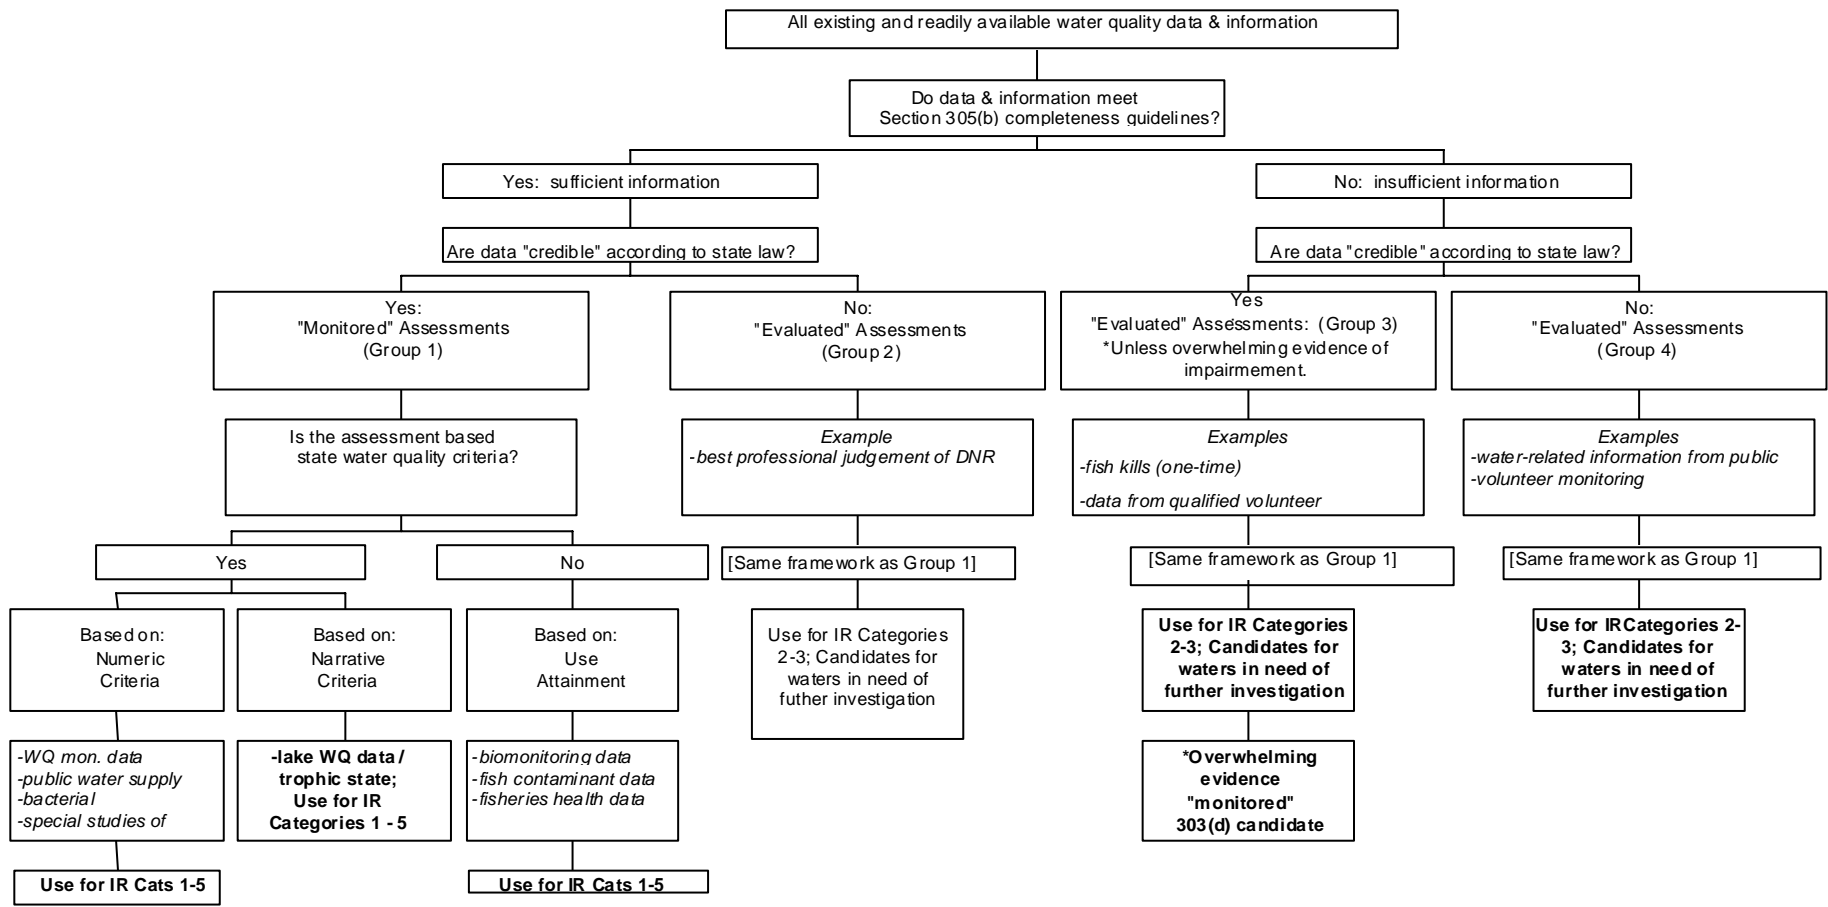 All existing and readily available water quality data & information
Do data & information meet
Section 305(b) completeness guidelines?
Yes: sufficient information
No: insufficient information
Are data "credible" according to state law?
Are data "credible" according to state law?
Yes:
"Monitored" Assessments
(Group 1)
No:
"Evaluated" Assessments
(Group 2)
Yes
"Evaluated" Assessments: (Group 3)
*Unless overwhelming evidence of
impairmement.
No:
"Evaluated" Assessments
(Group 4)
Is the assessment based
state water quality criteria?
Example
-best professional judgement of DNR
Examples
-fish kills (one-time)
-data from qualified volunteer
Examples
-water-related information from public
-volunteer monitoring
Yes
No
[Same framework as Group 1]
[Same framework as Group 1]
[Same framework as Group 1]
Based on:
Numeric
Criteria
Based on:
Narrative
Criteria
Based on:
Use
Attainment
Use for IR Categories
2-3; Candidates for
waters in need of
futher investigation
Use for IR Categories
2-3; Candidates for
waters in need of
further investigation
Use for IR Categories 2-
3; Candidates for
waters in need of
further investigation
-WQ mon. data
-public water supply
-bacterial
-special studies of
-lake WQ data /
trophic state;
Use for IR
Categories 1 - 5
-biomonitoring data
-fish contaminant data
-fisheries health data
*Overwhelming
evidence
"monitored"
303(d) candidate
Use for IR Cats 1-5
Use for IR Cats 1-5